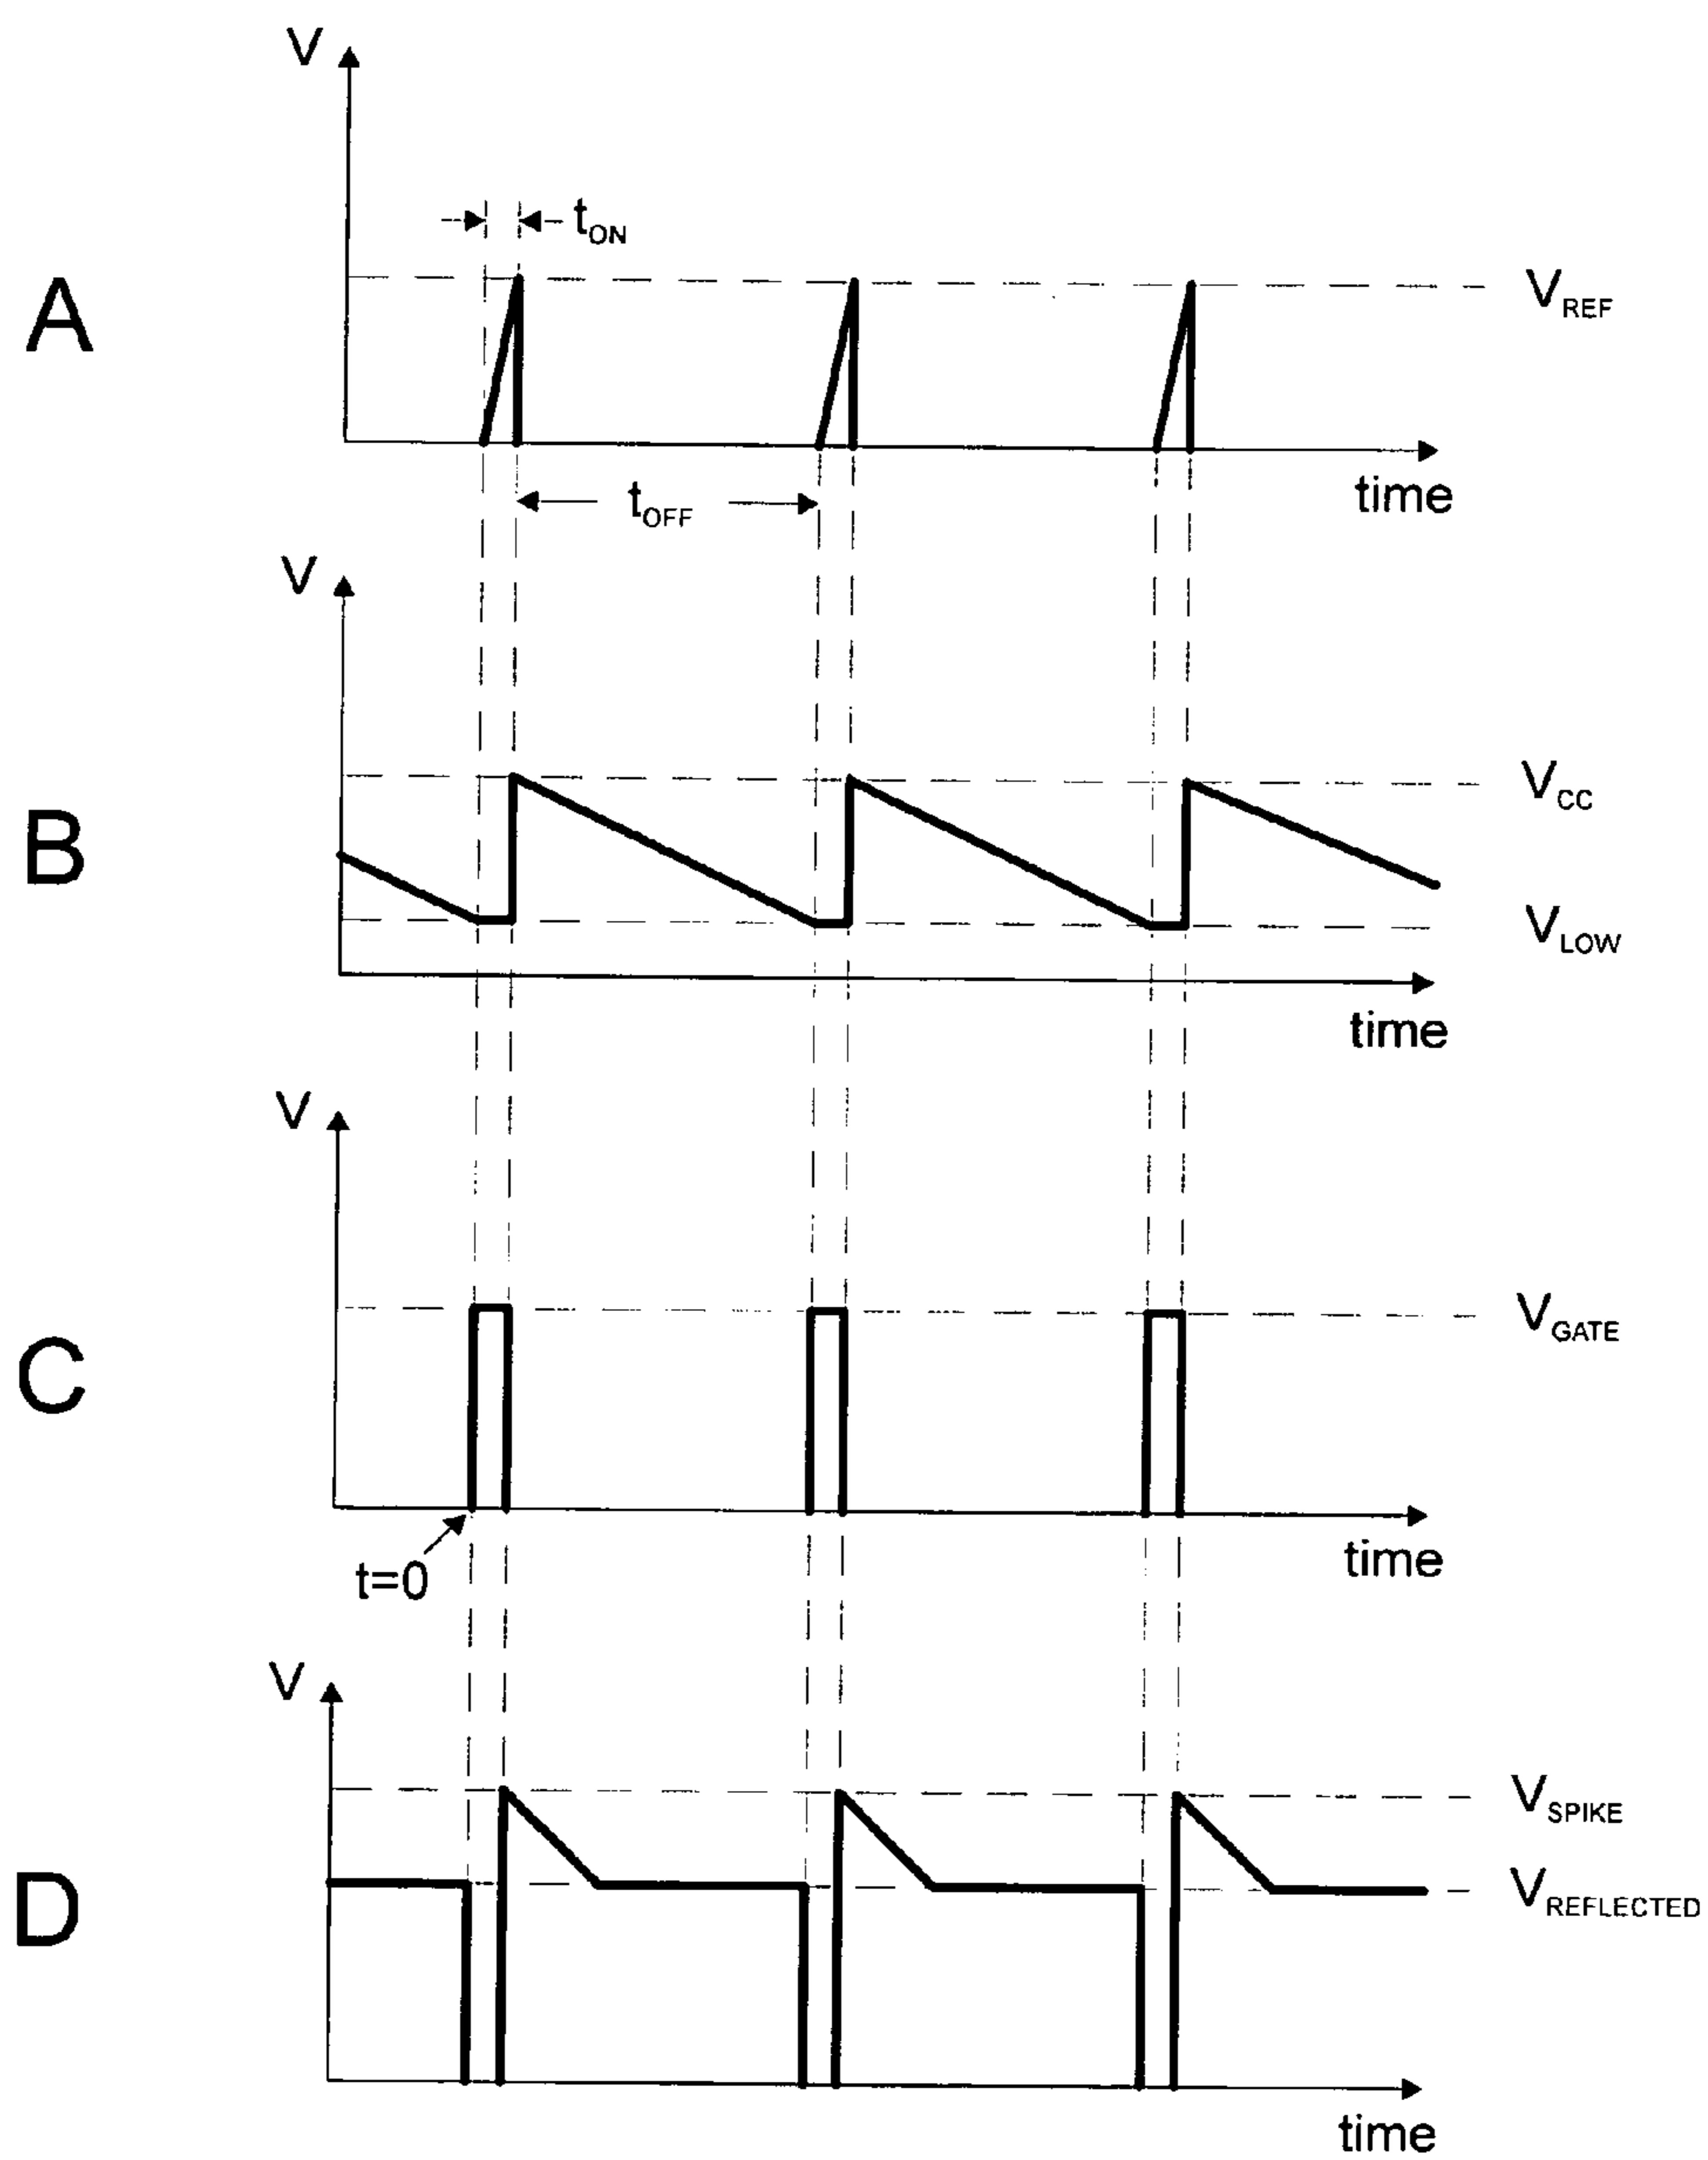 V
t_ON
A
V_REF
t_OFF
time
V
V_CC
B
V_LOW
time
V
V_GATE
C
t=0
time
V
V_SPIKE
D
V_REFLECTED
time